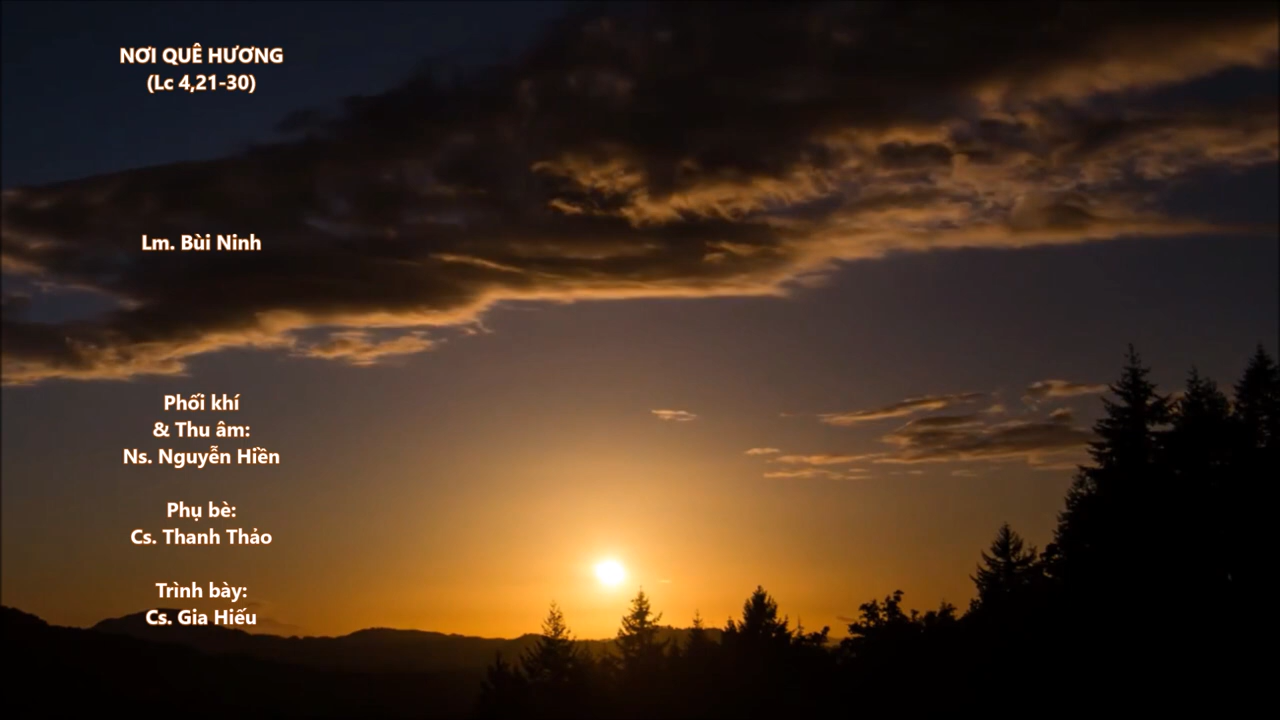 NƠI QUÊ HƯƠNG
(Lc 4,21-30)
Lm. Bùi Ninh
Phối khí
& Thu âm:
Ns. Nguyễn Hiền
Phụ bè:
Cs. Thanh Thảo
Trình bày:
Cs. Gia Hiếu